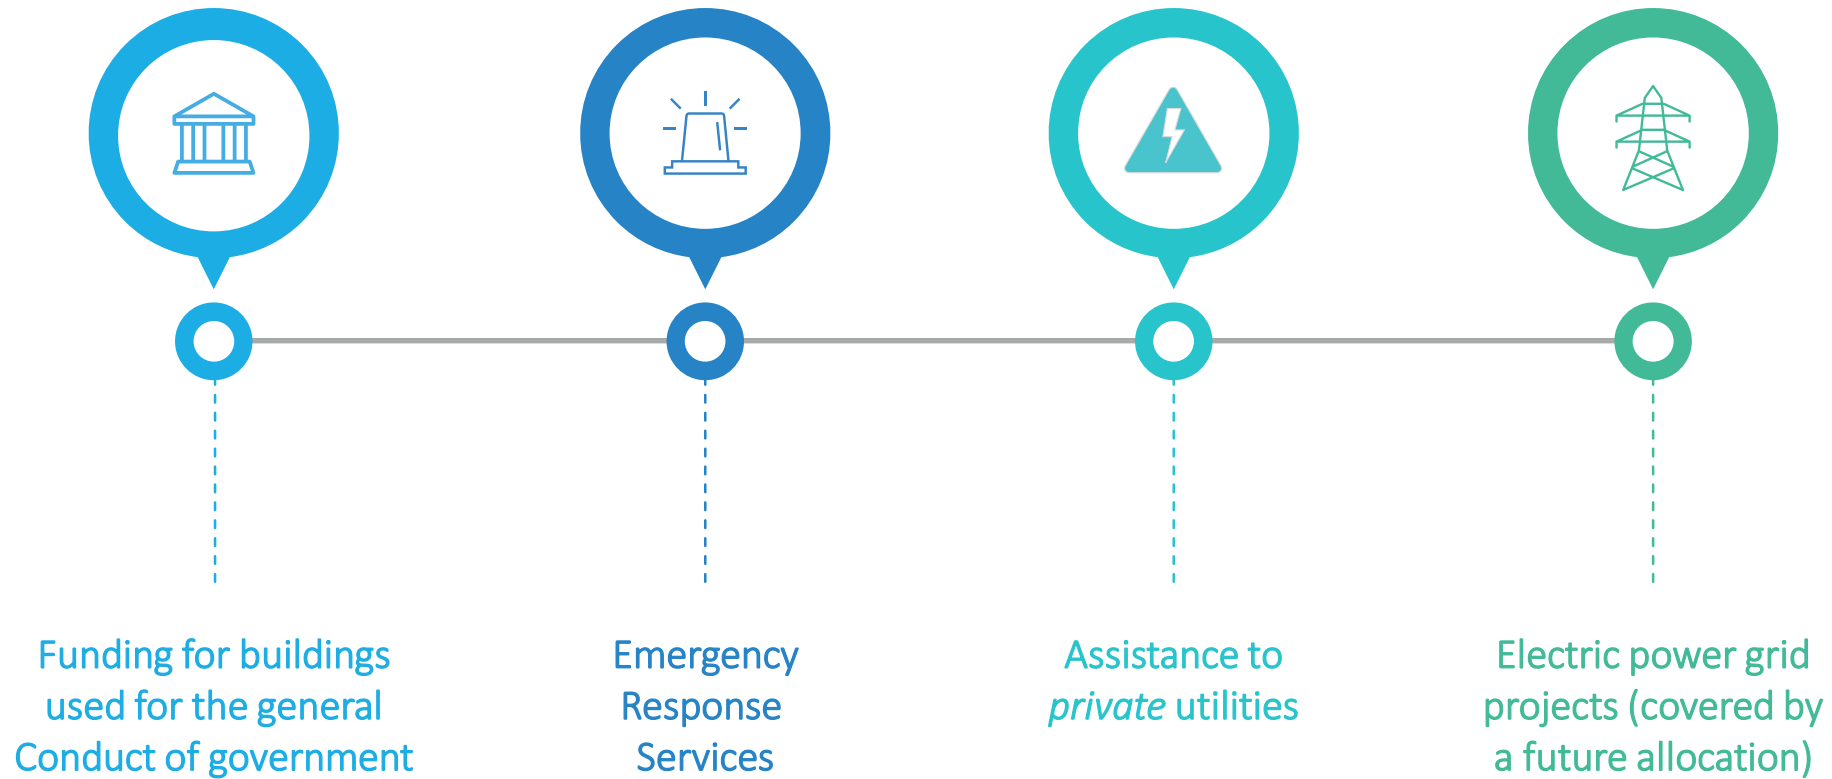 Funding for buildings
used for the general
Conduct of government
Emergency
Response
Services
Assistance to
private utilities
Electric power grid
projects (covered by
a future allocation)